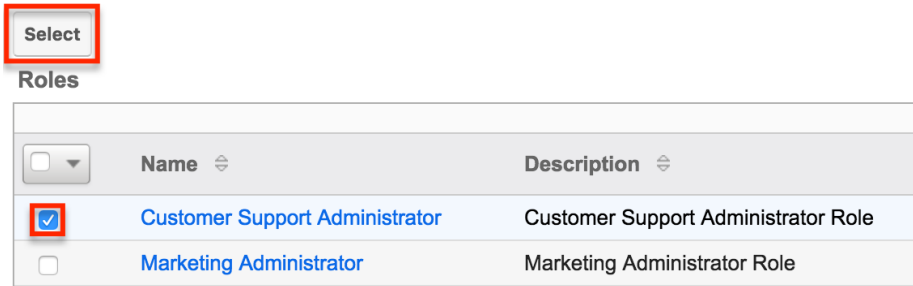 Select
Roles
Name Description
Customer Support Administrator Customer Support Administrator Role
Marketing Administrator Marketing Administrator Role